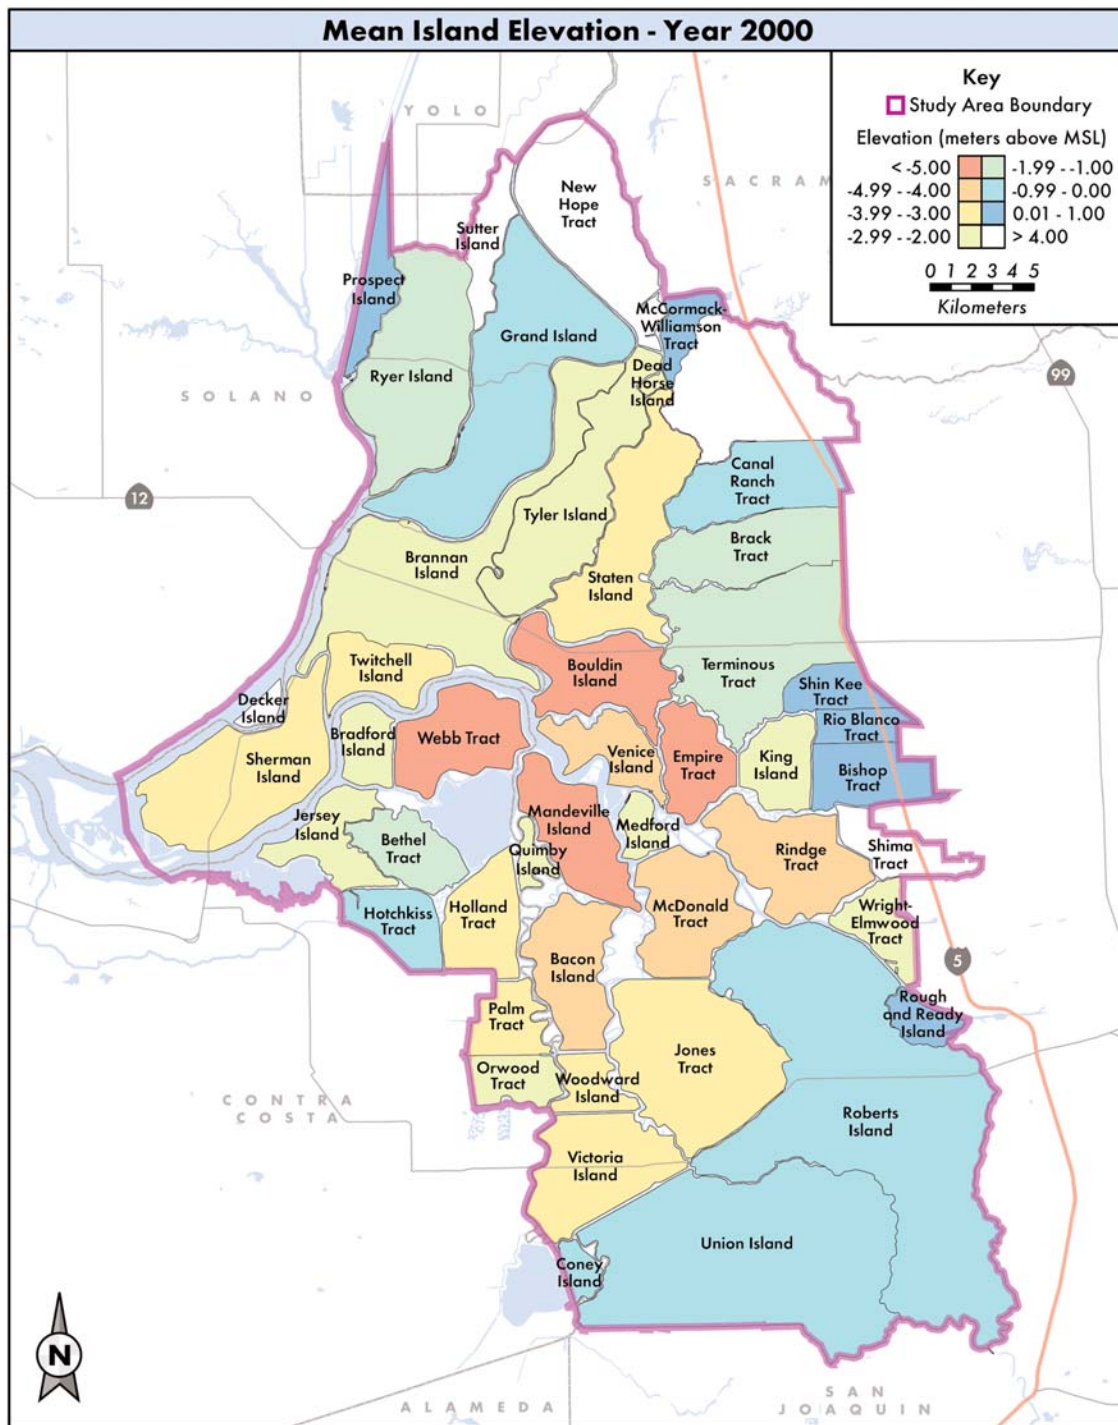 Mean Island Elevation - Year 2000
Key
Study Area Boundary
Elevation (meters above MSL)
< -5.00
-1.99 - -1.00
-4.99 - -4.00
-0.99 - 0.00
-3.99 - -3.00
0.01 - 1.00
-2.99 - -2.00
> 4.00
0 1 2 3 4 5
Kilometers
YOLO
SACRAM
New
Hope
Tract
Sutter
Island
Prospect
Island
McCormack-
Williamson
Tract
Grand Island
Dead
Horse
Island
Ryer Island
SOLANO
99
12
Canal
Ranch
Tract
Tyler Island
Brack
Tract
Brannan
Island
Staten
Island
Twitchell
Island
Bouldin
Island
Terminous
Tract
Shin Kee
Tract
Decker
Island
Rio Blanco
Tract
Bradford
Island
Webb Tract
Venice
Island
Empire
Tract
King
Island
Sherman
Island
Bishop
Tract
Jersey
Island
Mandeville
Island
Medford
Island
Bethel
Tract
Quimby
Island
Rindge
Tract
Shima
Tract
Hotchkiss
Tract
Holland
Tract
McDonald
Tract
Wright-
Elmwood
Tract
Bacon
Island
5
Palm
Tract
Rough
and Ready
Island
Orwood
Tract
Woodward
Island
Jones
Tract
CONTRA
COSTA
Roberts
Island
Victoria
Island
Union Island
Coney
Island
N
ALAMEDA
SAN
JOAQUIN